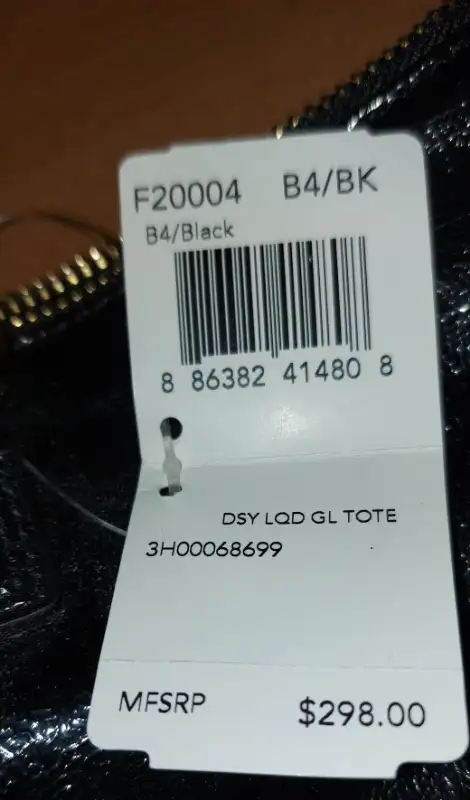 F20004 B4/BK
B4/Black
8 86382 41480 8
DSY LQD GL TOTE
3H00068699
MFSRP $298.00